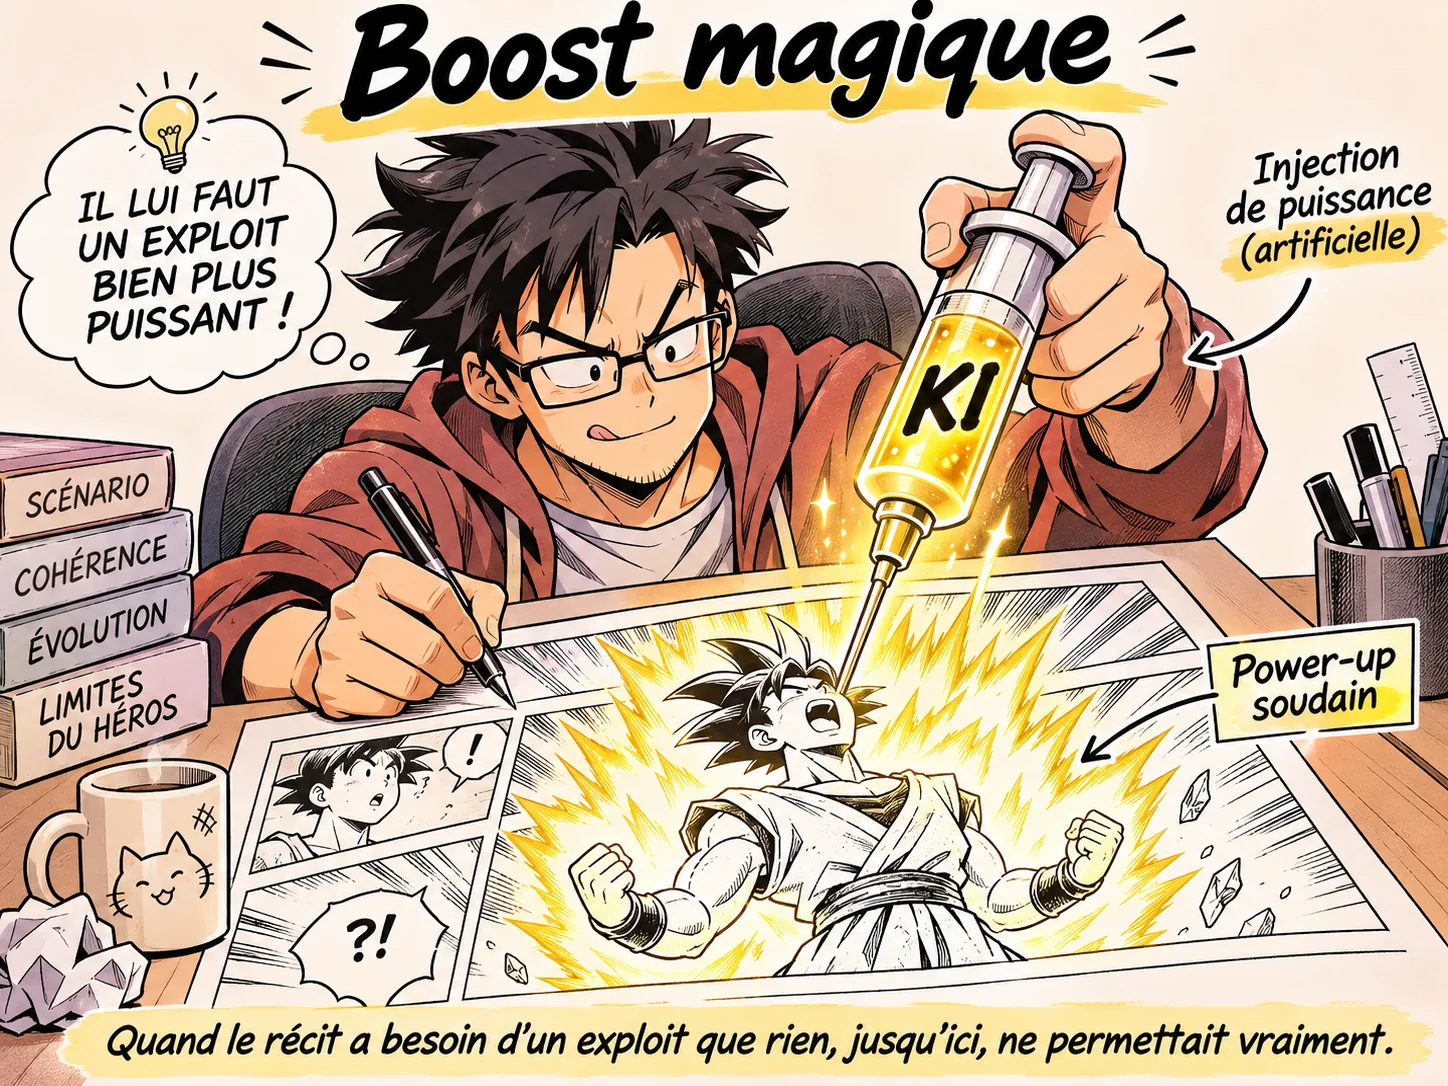 Boost magique
IL LUI FAUT
UN EXPLOIT
BIEN PLUS
PUISSANT !
Injection
de puissance
(artificielle)
KI
SCÉNARIO
COHÉRENCE
ÉVOLUTION
LIMITES
DU HÉROS
Power-up
soudain
!
?!
Quand le récit a besoin d'un exploit que rien, jusqu'ici, ne permettait vraiment.